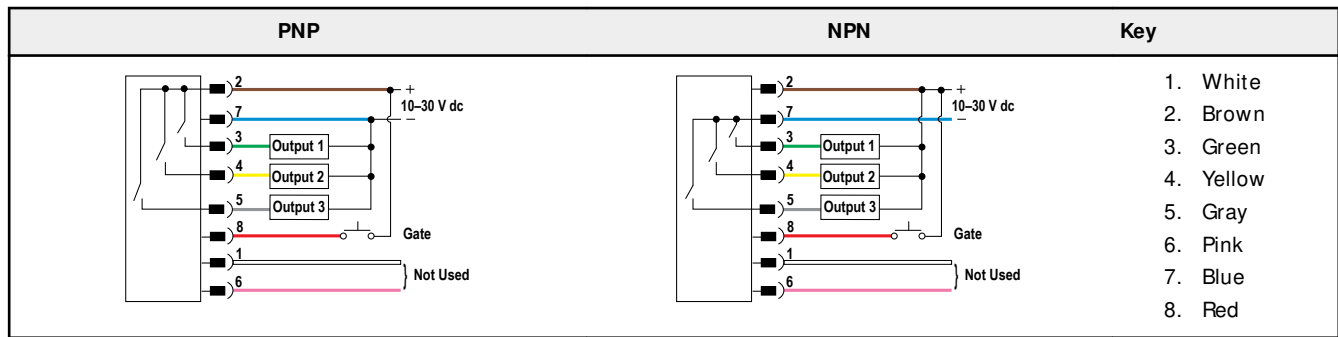 PNP
NPN
Key
2
+
10–30 V dc
7
–
3
Output 1
4
Output 2
5
Output 3
8
Gate
1
Not Used
6
2
+
10–30 V dc
7
–
3
Output 1
4
Output 2
5
Output 3
8
Gate
1
Not Used
6
1. White
2. Brown
3. Green
4. Yellow
5. Gray
6. Pink
7. Blue
8. Red